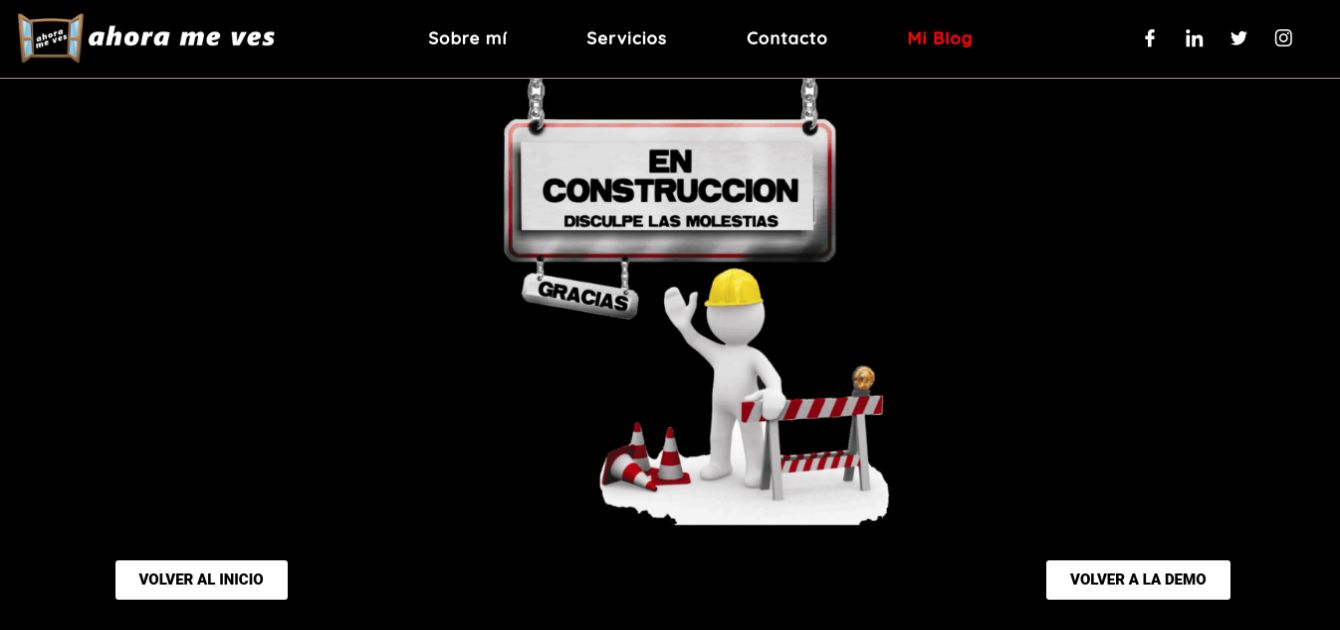 ahora
me ves
ahora me ves
Sobre mí
Servicios
Contacto
Mi Blog
EN
CONSTRUCCION
DISCULPE LAS MOLESTIAS
GRACIAS
VOLVER AL INICIO
VOLVER A LA DEMO